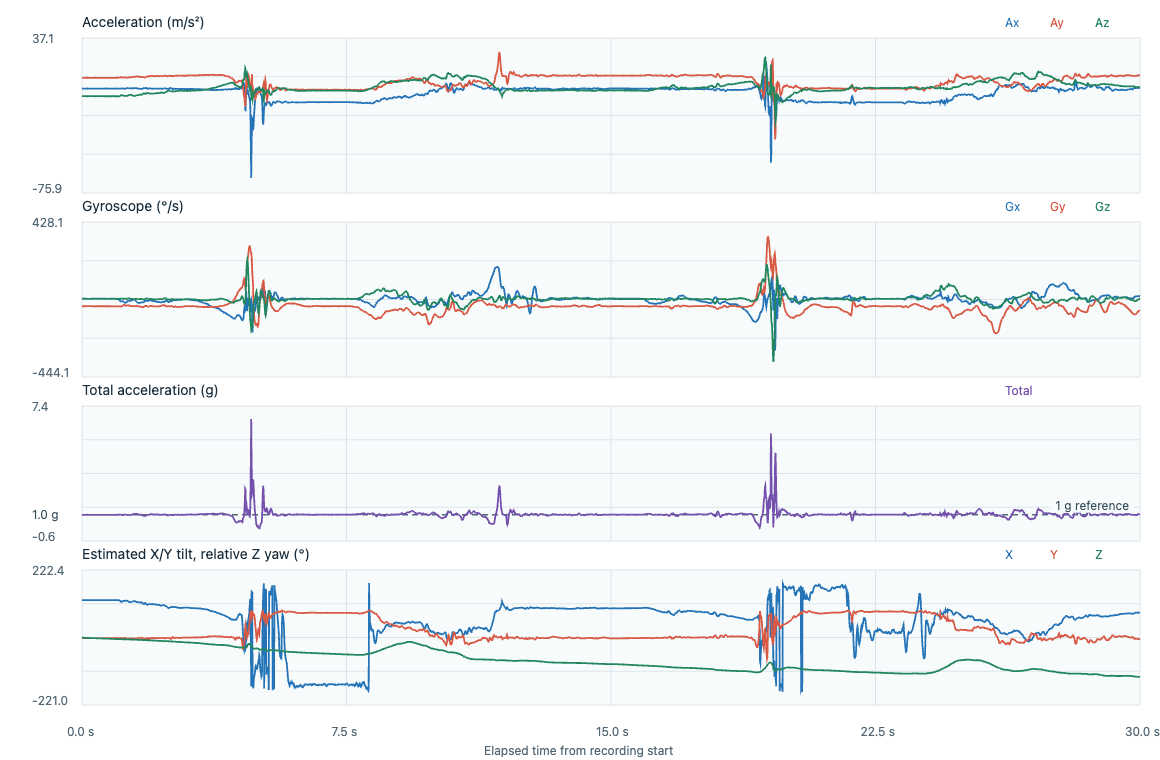 Acceleration (m/s²) Ax Ay Az
37.1
-75.9
Gyroscope (°/s) Gx Gy Gz
428.1
-444.1
Total acceleration (g) Total
7.4
1 g reference
1.0 g
-0.6
Estimated X/Y tilt, relative Z yaw (°) X Y Z
222.4
-221.0
0.0 s 7.5 s 15.0 s 22.5 s 30.0 s
Elapsed time from recording start